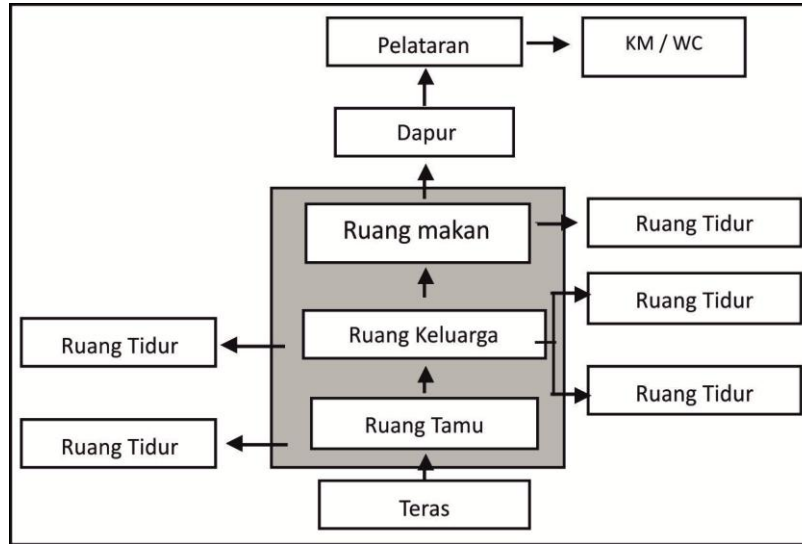 Pelataran
KM / WC
Dapur
Ruang makan
Ruang Tidur
Ruang Tidur
Ruang Keluarga
Ruang Tidur
Ruang Tidur
Ruang Tamu
Ruang Tidur
Teras